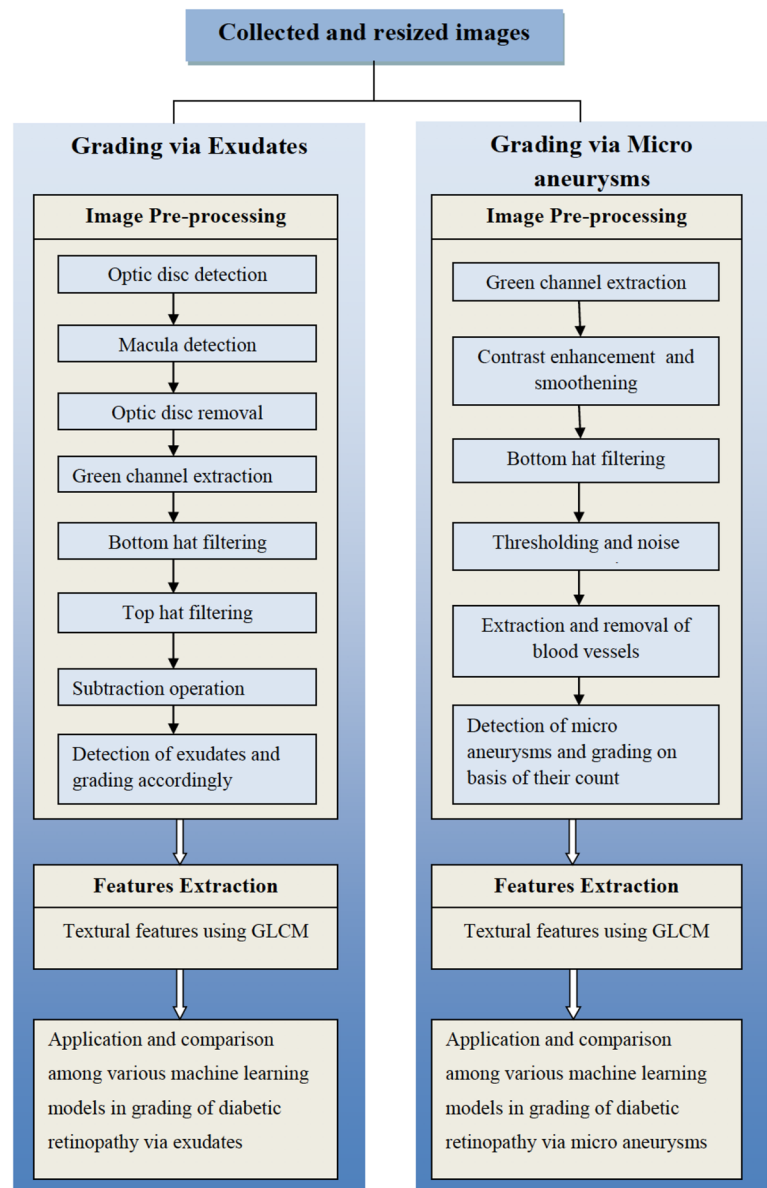 Collected and resized images
Grading via Exudates
Image Pre-processing
Optic disc detection
Macula detection
Optic disc removal
Green channel extraction
Bottom hat filtering
Top hat filtering
Subtraction operation
Detection of exudates and
grading accordingly
Features Extraction
Textural features using GLCM
Application and comparison
among various machine learning
models in grading of diabetic
retinopathy via exudates
Grading via Micro
aneurysms
Image Pre-processing
Green channel extraction
Contrast enhancement and
smoothening
Bottom hat filtering
Thresholding and noise
Extraction and removal of
blood vessels
Detection of micro
aneurysms and grading on
basis of their count
Features Extraction
Textural features using GLCM
Application and comparison
among various machine learning
models in grading of diabetic
retinopathy via micro aneurysms